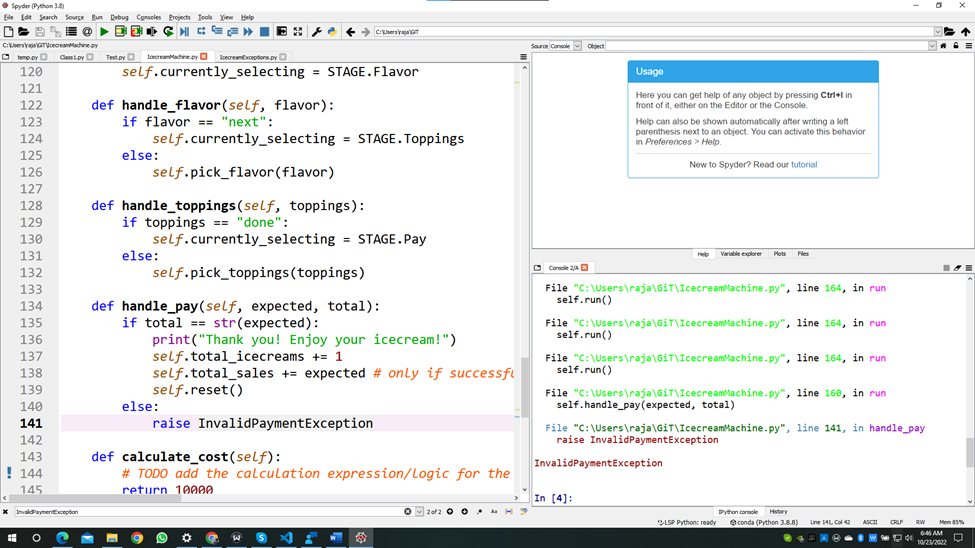 Spyder (Python 3.8)
File Edit Search Source Run Debug Consoles Projects Tools View Help
C:\Users\raja\GiT
C:\Users\raja\GiT\IcecreamMachine.py
temp.py Class1.py Test.py IcecreamMachine.py IcecreamExceptions.py
120 self.currently_selecting = STAGE.Flavor
121
122 def handle_flavor(self, flavor):
123 if flavor == "next":
124 self.currently_selecting = STAGE.Toppings
125 else:
126 self.pick_flavor(flavor)
127
128 def handle_toppings(self, toppings):
129 if toppings == "done":
130 self.currently_selecting = STAGE.Pay
131 else:
132 self.pick_toppings(toppings)
133
134 def handle_pay(self, expected, total):
135 if total == str(expected):
136 print("Thank you! Enjoy your icecream!")
137 self.total_icecreams += 1
138 self.total_sales += expected # only if successfu
139 self.reset()
140 else:
141 raise InvalidPaymentException
142
143 def calculate_cost(self):
144 # TODO add the calculation expression/logic for the
145 return 10000
InvalidPaymentException 2 of 2 Aa
Source Console Object
Usage
Here you can get help of any object by pressing Ctrl+I in
front of it, either on the Editor or the Console.
Help can also be shown automatically after writing a left
parenthesis next to an object. You can activate this behavior
in Preferences > Help.
New to Spyder? Read our tutorial
Help Variable explorer Plots Files
Console 2/A
File "C:\Users\raja\GiT\IcecreamMachine.py", line 164, in run
self.run()
File "C:\Users\raja\GiT\IcecreamMachine.py", line 164, in run
self.run()
File "C:\Users\raja\GiT\IcecreamMachine.py", line 164, in run
self.run()
File "C:\Users\raja\GiT\IcecreamMachine.py", line 160, in run
self.handle_pay(expected, total)
File "C:\Users\raja\GiT\IcecreamMachine.py", line 141, in handle_pay
raise InvalidPaymentException
InvalidPaymentException
In [4]:
IPython console History
LSP Python: ready conda (Python 3.8.8) Line 141, Col 42 ASCII CRLF RW Mem 85%
6:46 AM
10/23/2022